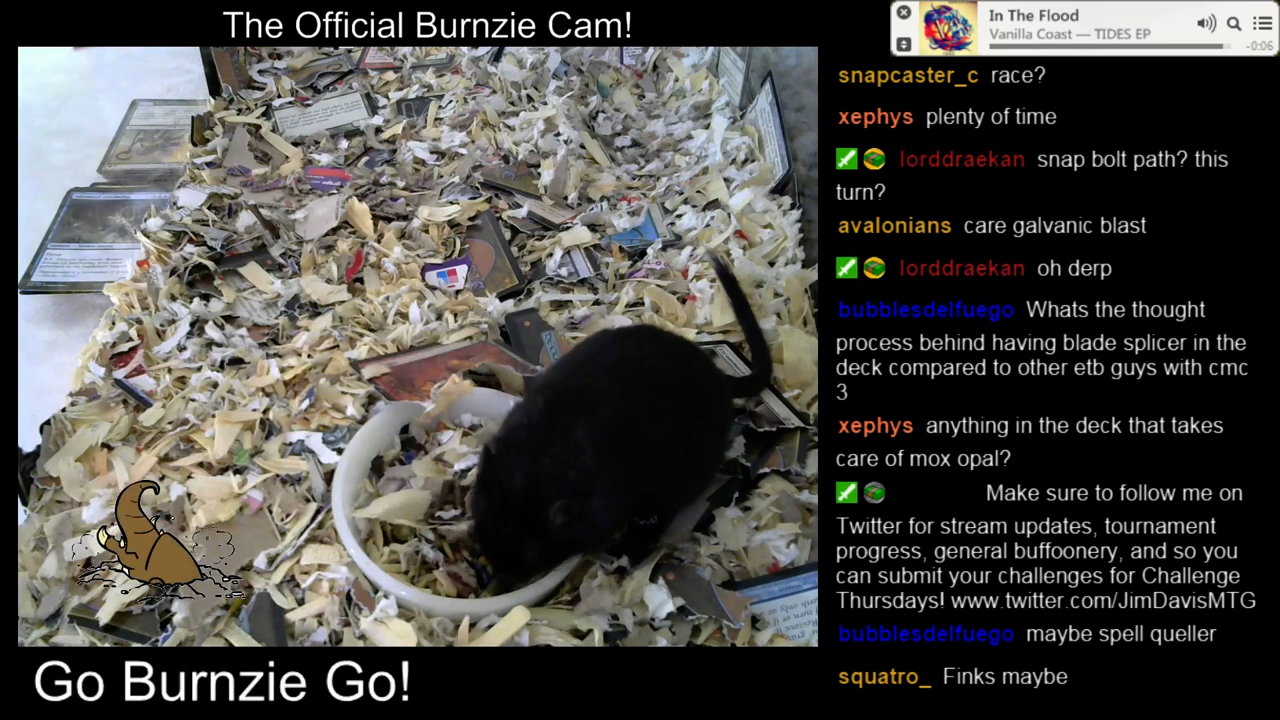 The Official Burnzie Cam!
In The Flood
Vanilla Coast — TIDES EP
-0:06
snapcaster_c race?
xephys plenty of time
lorddraekan snap bolt path? this
turn?
avalonians care galvanic blast
lorddraekan oh derp
bubblesdelfuego Whats the thought
process behind having blade splicer in the
deck compared to other etb guys with cmc
3
xephys anything in the deck that takes
care of mox opal?
Make sure to follow me on
Twitter for stream updates, tournament
progress, general buffoonery, and so you
can submit your challenges for Challenge
Thursdays! www.twitter.com/JimDavisMTG
bubblesdelfuego maybe spell queller
squatro_ Finks maybe
Go Burnzie Go!